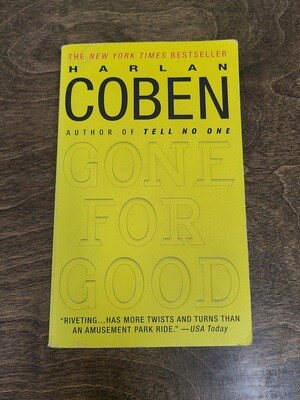 THE NEW YORK TIMES BESTSELLER
HARLAN
COBEN
AUTHOR OF TELL NO ONE
GONE
FOR
GOOD
"RIVETING...HAS MORE TWISTS AND TURNS THAN
AN AMUSEMENT PARK RIDE." —USA Today